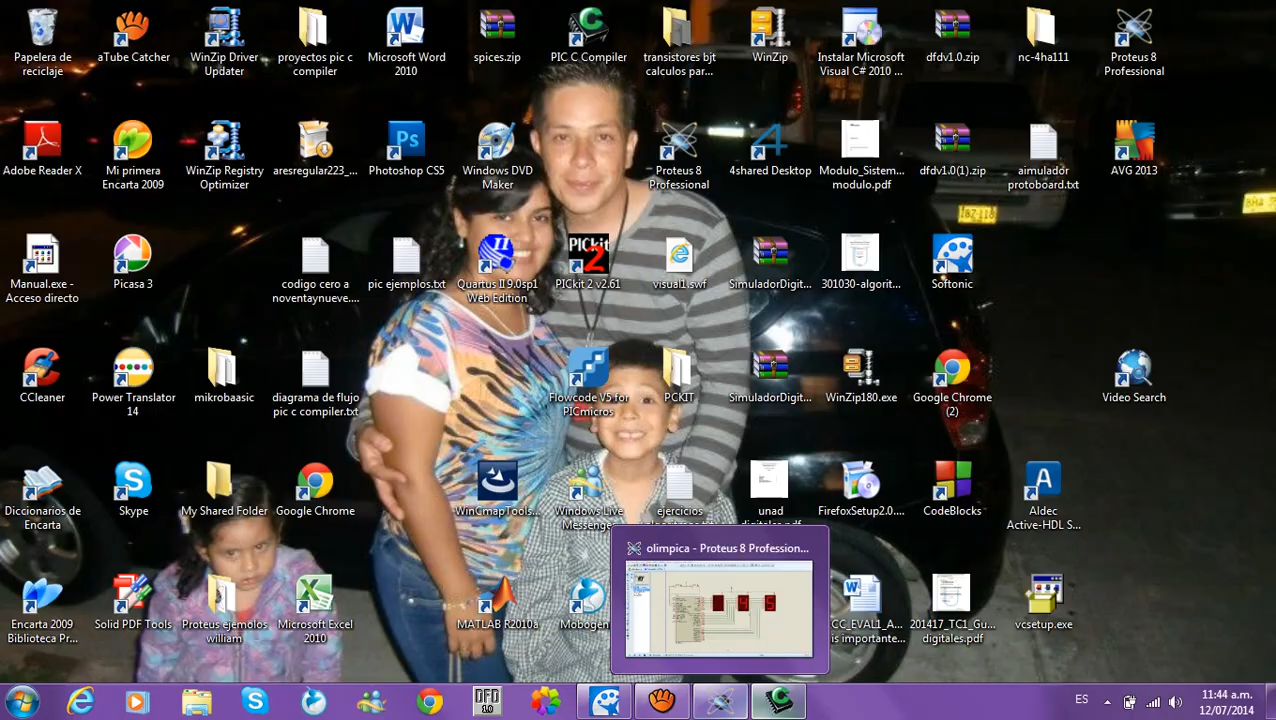 Papelera de
reciclaje
aTube Catcher
WinZip Driver
Updater
proyectos pic c
compiler
Microsoft Word
2010
spices.zip
PIC C Compiler
transistores bjt
calculos par...
WinZip
Instalar Microsoft
Visual C# 2010 ...
dfdv1.0.zip
nc-4ha111
Proteus 8
Professional
Adobe Reader X
Mi primera
Encarta 2009
WinZip Registry
Optimizer
aresregular223_...
Photoshop CS5
Windows DVD
Maker
Proteus 8
Professional
4shared Desktop
Modulo_Sistem...
modulo.pdf
dfdv1.0(1).zip
aimulador
protoboard.txt
AVG 2013
Manual.exe -
Acceso directo
Picasa 3
codigo cero a
noventaynueve....
pic ejemplos.txt
Quartus II 9.0sp1
Web Edition
PICkit
2
PICkit 2 v2.61
visual1.swf
SimuladorDigit...
301030-algorit...
Softonic
CCleaner
Power Translator
14
mikrobaasic
diagrama de flujo
pic c compiler.txt
Flowcode V5 for
PICmicros
PCKIT
SimuladorDigit...
WinZip180.exe
Google Chrome
(2)
Video Search
Diccionarios de
Encarta
Skype
My Shared Folder
Google Chrome
WinCmapTools...
Windows Live
Messenger
ejercicios
unad
digitales.pdf
FirefoxSetup2.0....
CodeBlocks
Aldec
Active-HDL S...
olimpica - Proteus 8 Profession...
Encarta 2009
Biblioteca Pr...
Solid PDF Tools
Proteus ejemolos
william
Microsoft Excel
2010
MATLAB R2010a
Mobogen
CC_EVAL1_A...
is importante...
201417_TC1_Gu...
digitales.pdf
vcsetup.exe
DFD
1.0
ES
11:44 a.m.
12/07/2014